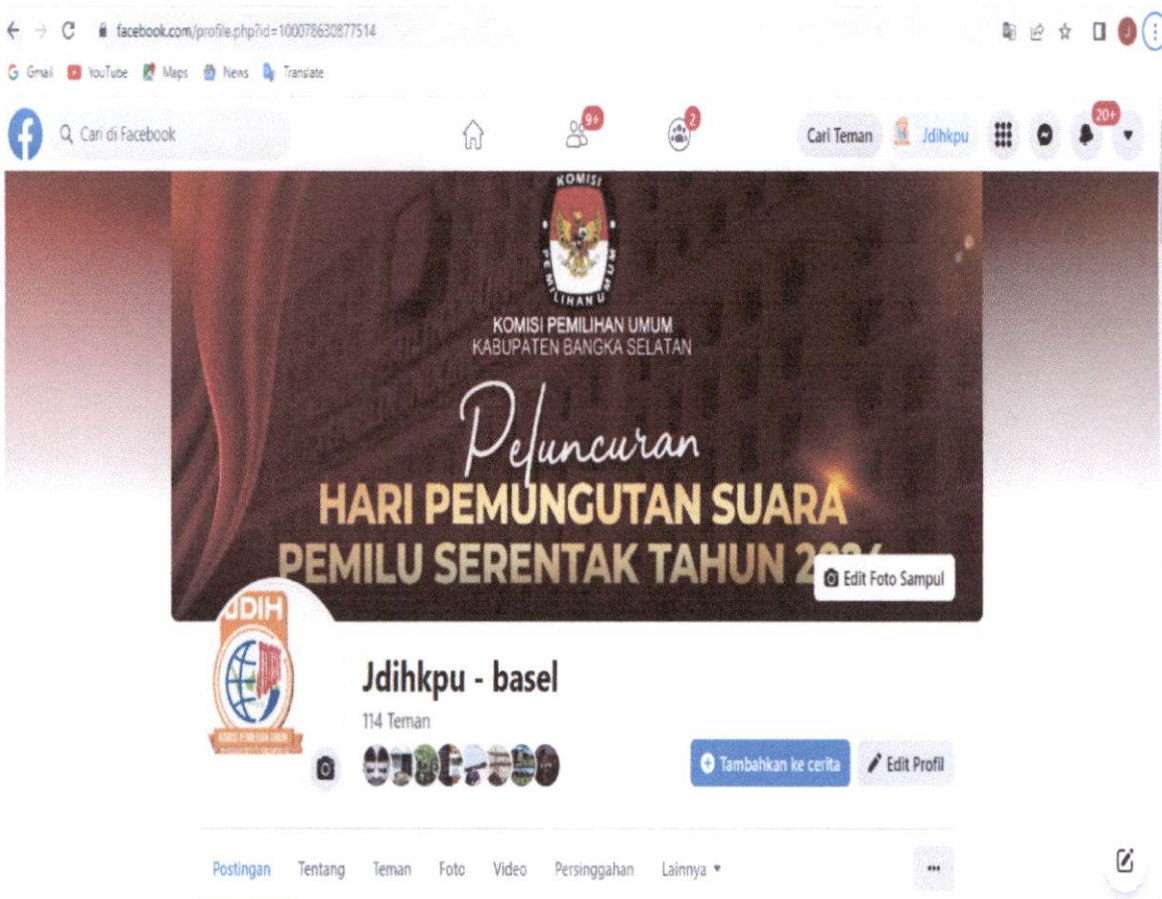 facebook.com/profile.php?id=100078630877514
Gmail YouTube Maps News Translate
Cari di Facebook
9+
2
Cari Teman
Jdihkpu
20+
KOMISI
PEMILIHAN UMUM
KOMISI PEMILIHAN UMUM
KABUPATEN BANGKA SELATAN
Peluncuran
HARI PEMUNGUTAN SUARA
PEMILU SERENTAK TAHUN
Edit Foto Sampul
JDIH
Jdihkpu - basel
114 Teman
Tambahkan ke cerita
Edit Profil
Postingan Tentang Teman Foto Video Persinggahan Lainnya